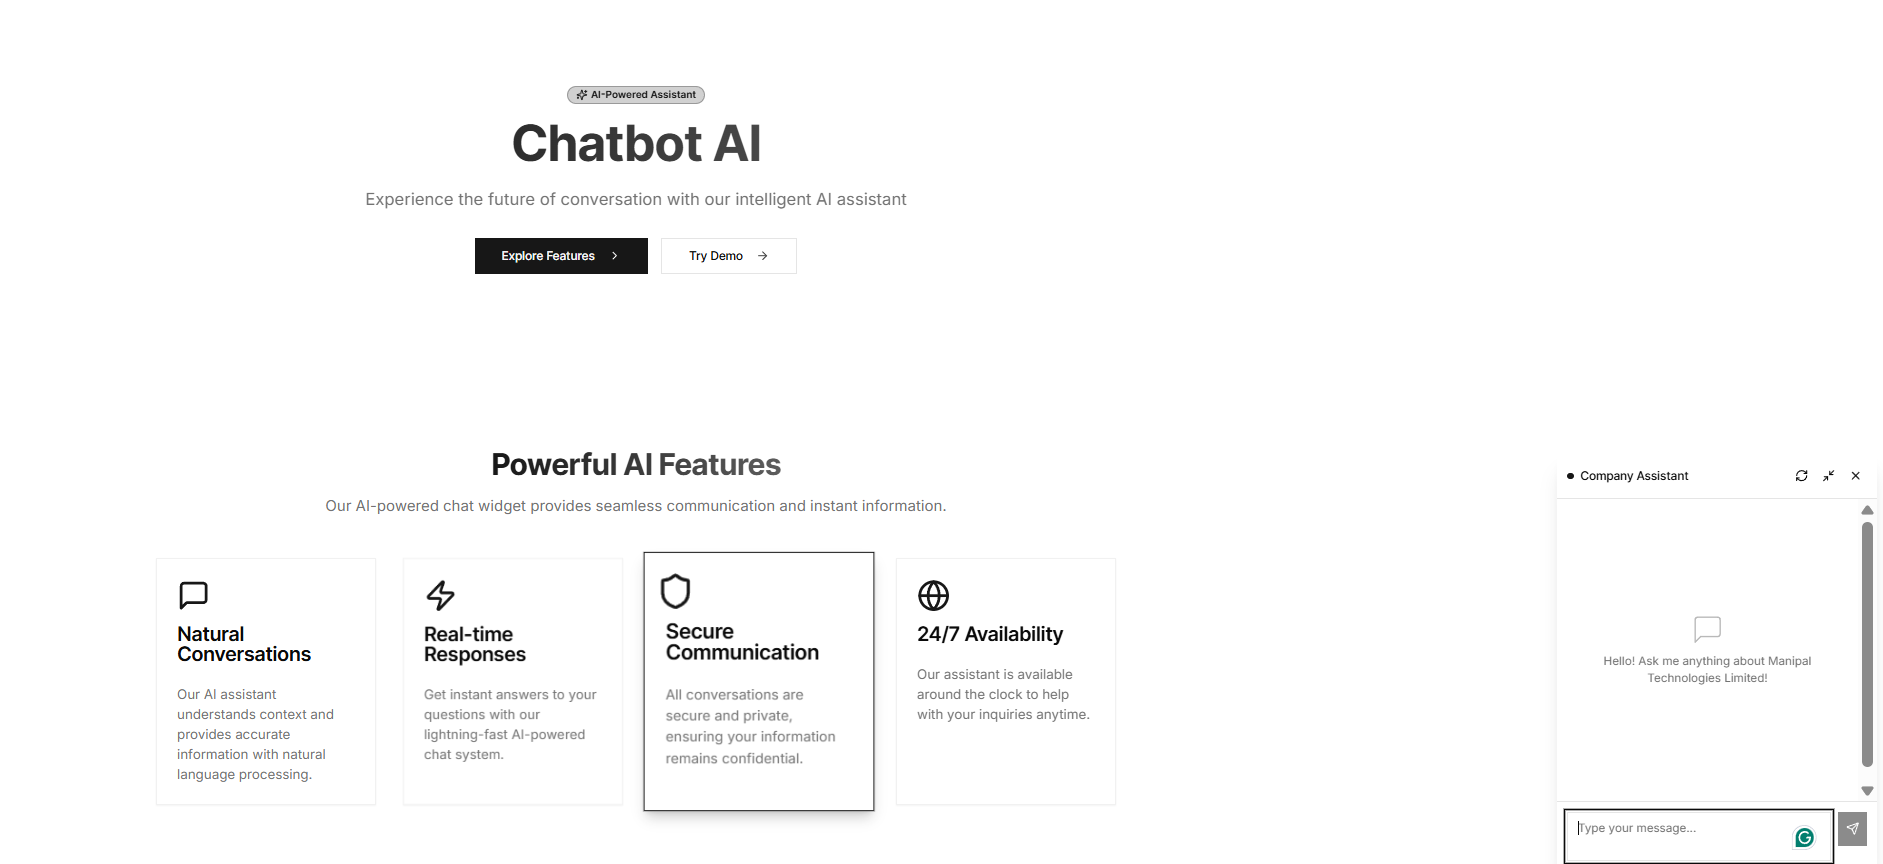 AI-Powered Assistant
Chatbot AI
Experience the future of conversation with our intelligent AI assistant
Explore Features
Try Demo
Powerful AI Features
Our AI-powered chat widget provides seamless communication and instant information.
Natural
Conversations
Our AI assistant
understands context and
provides accurate
information with natural
language processing.
Real-time
Responses
Get instant answers to your
questions with our
lightning-fast AI-powered
chat system.
Secure
Communication
All conversations are
secure and private,
ensuring your information
remains confidential.
24/7 Availability
Our assistant is available
around the clock to help
with your inquiries anytime.
Company Assistant
Hello! Ask me anything about Manipal
Technologies Limited!
Type your message...